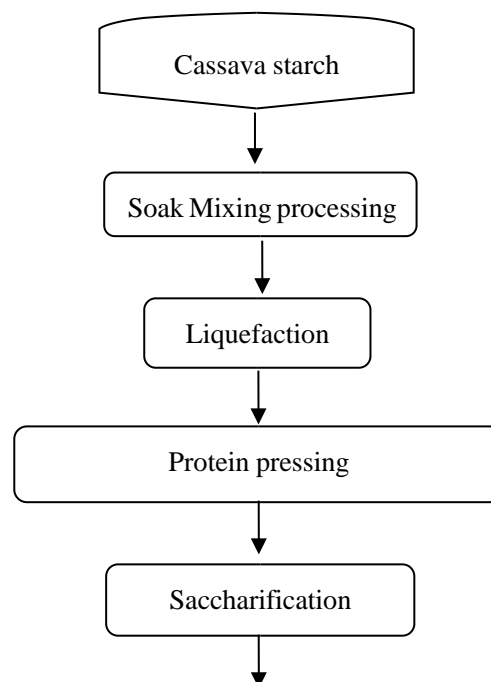 Cassava starch
Soak Mixing processing
Liquefaction
Protein pressing
Saccharification